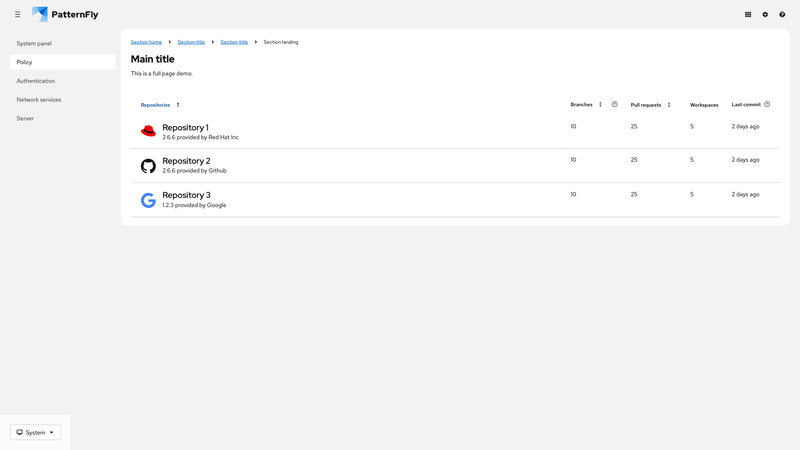 PatternFly
System panel
Policy
Authentication
Network services
Server
Section home
Section title
Section title
Section landing
Main title
This is a full page demo.
Repositories Branches Pull requests Workspaces Last commit
Repository 1
2.6.6 provided by Red Hat Inc
10 25 5 2 days ago
Repository 2
2.6.6 provided by Github
10 25 5 2 days ago
Repository 3
1.2.3 provided by Google
10 25 5 2 days ago
System